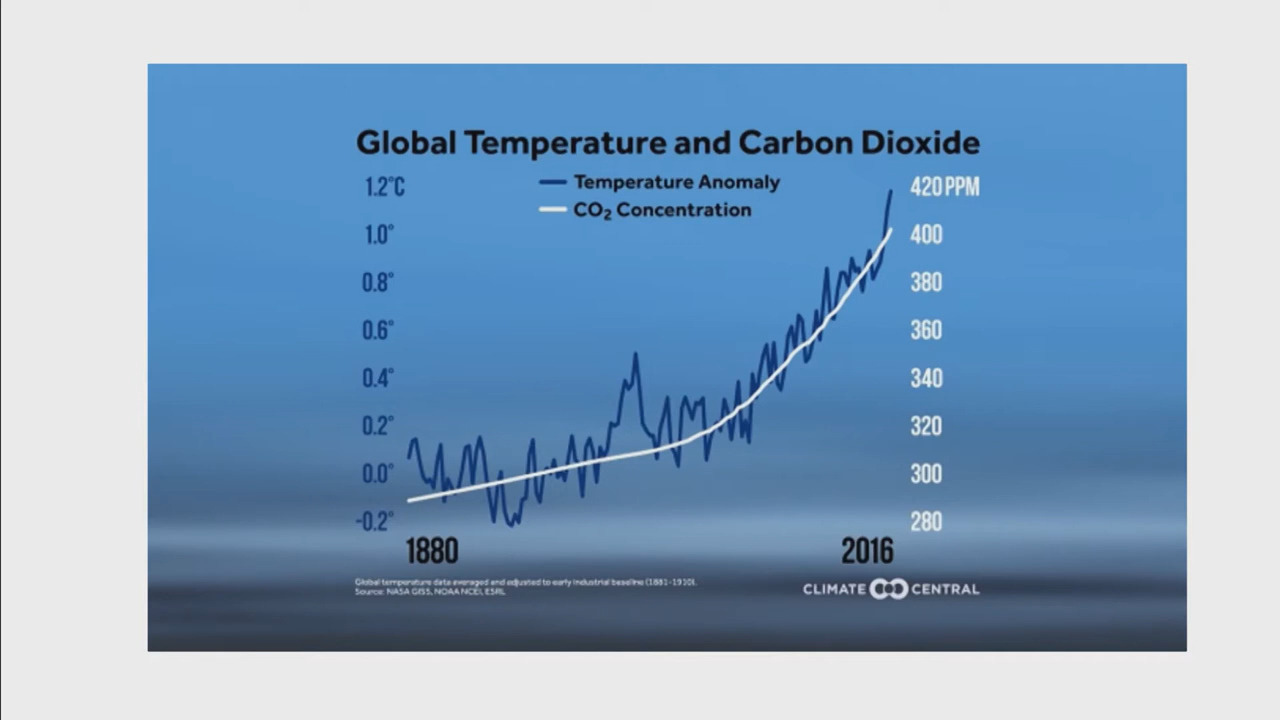 Global Temperature and Carbon Dioxide
1.2°C
Temperature Anomaly
420 PPM
CO₂ Concentration
1.0°
400
0.8°
380
0.6°
360
0.4°
340
0.2°
320
0.0°
300
-0.2°
280
1880
2016
Global temperature data averaged and adjusted to early industrial baseline (1881-1910).
Source: NASA GISS, NOAA NCEI, ESRL
CLIMATE CENTRAL